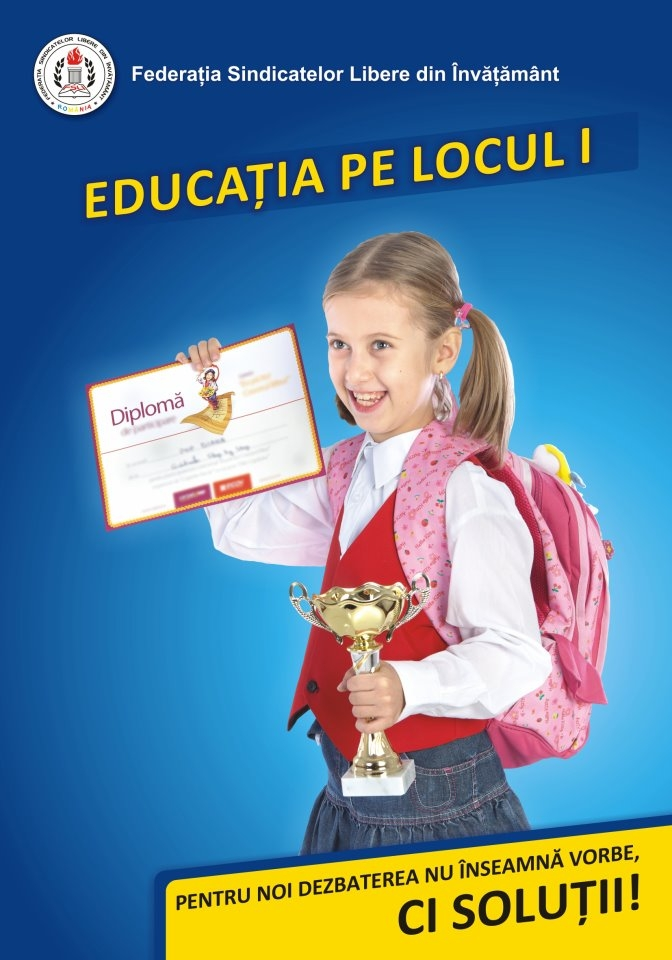 FEDERAȚIA SINDICATELOR LIBERE DIN ÎNVĂȚĂMÂNT
ROMÂNIA
Federația Sindicatelor Libere din Învățământ
EDUCAȚIA PE LOCUL I
Diplomă
de participare
PENTRU NOI DEZBATEREA NU ÎNSEAMNĂ VORBE,
CI SOLUȚII!